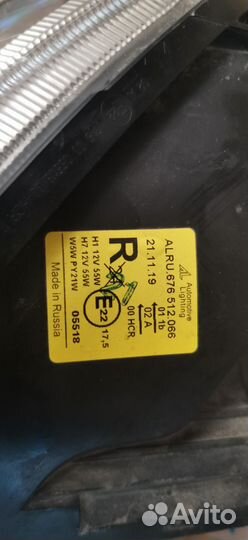 ALRU.676 512.066
Automotive
Lighting
21.11.19
01 1b
02 A
R
00 HCR
E22
17,5
H1 12V 55W
H7 12V 55W
W5W PY21W
05518
Made in Russia
Avito